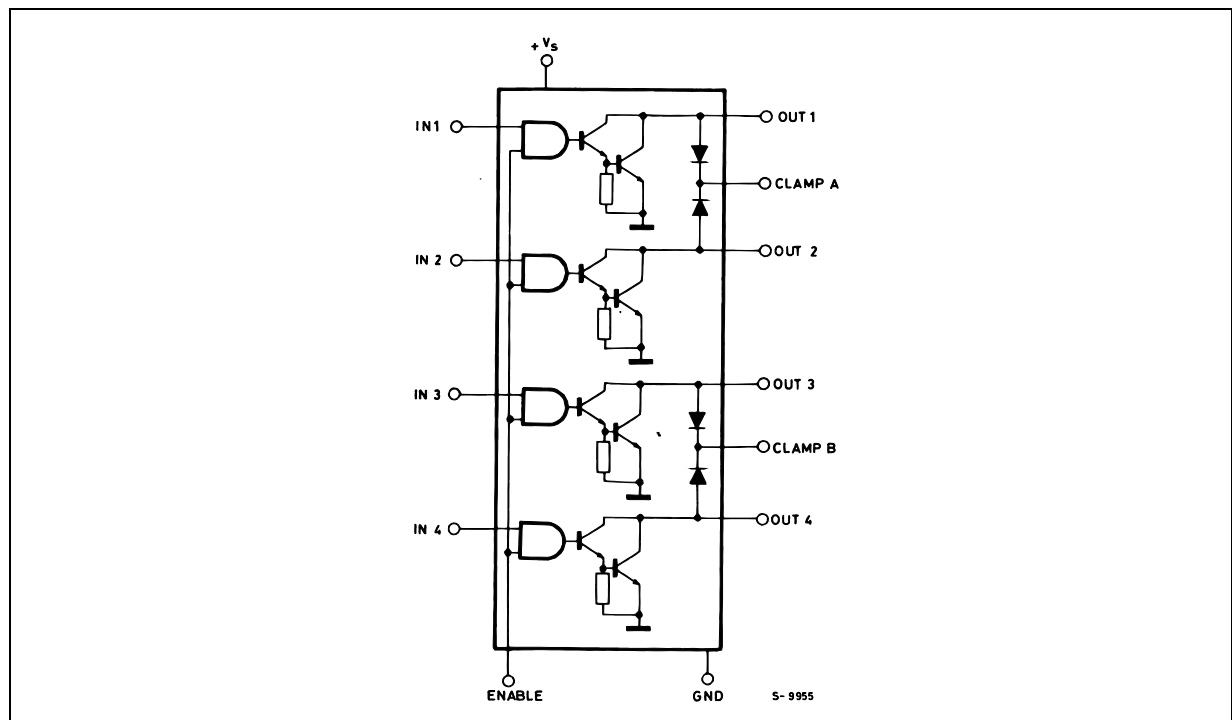 + Vs
IN1
OUT 1
CLAMP A
IN 2
OUT 2
IN 3
OUT 3
CLAMP B
IN 4
OUT 4
ENABLE
GND
S- 9955